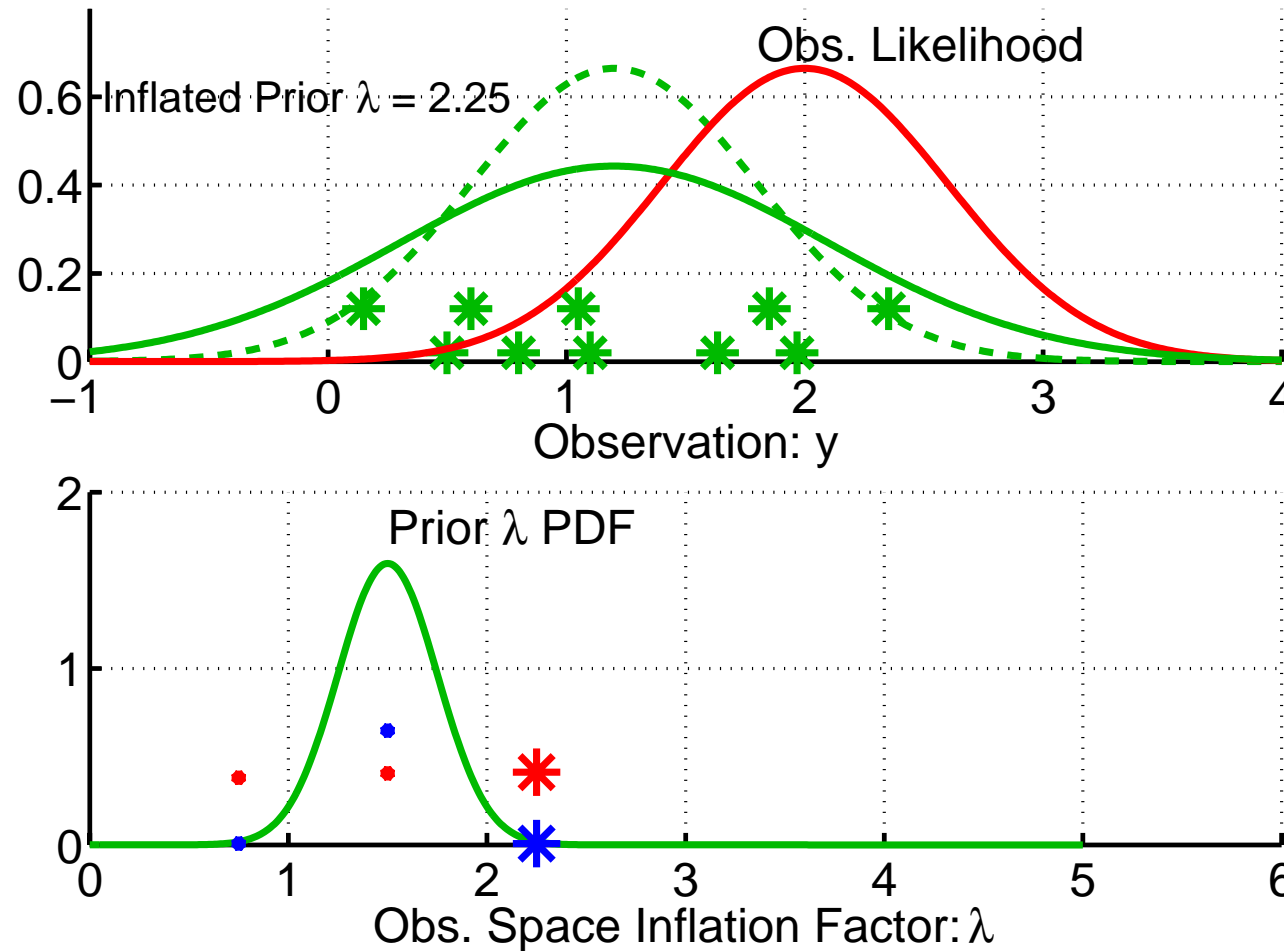 Obs. Likelihood
Inflated Prior λ = 2.25
0.6
0.4
0.2
0
−1 0 1 2 3 4
Observation: y
2
Prior λ PDF
1
0
0 1 2 3 4 5 6
Obs. Space Inflation Factor: λ